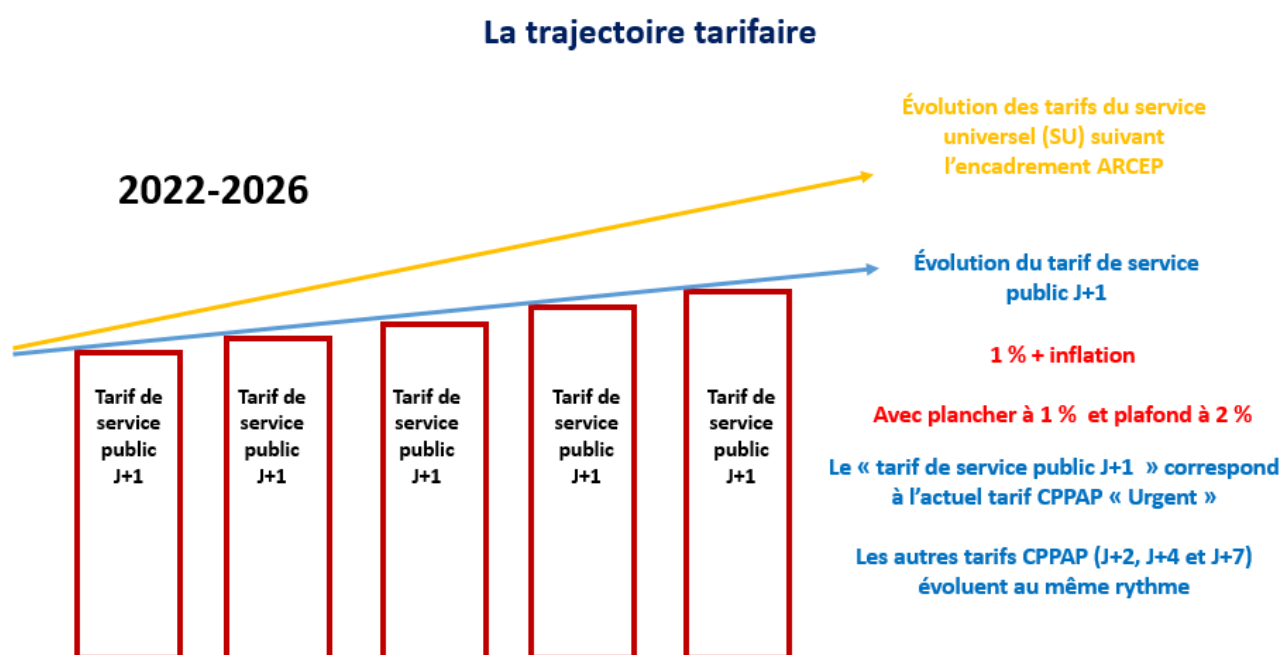 La trajectoire tarifaire
2022-2026
Évolution des tarifs du service
universel (SU) suivant
l’encadrement ARCEP
Évolution du tarif de service
public J+1
1 % + inflation
Avec plancher à 1 %  et plafond à 2 %
Le « tarif de service public J+1  » correspond
à l’actuel tarif CPPAP « Urgent »
Les autres tarifs CPPAP (J+2, J+4 et J+7)
évoluent au même rythme
Tarif de
service
public
J+1
Tarif de
service
public
J+1
Tarif de
service
public
J+1
Tarif de
service
public
J+1
Tarif de
service
public
J+1